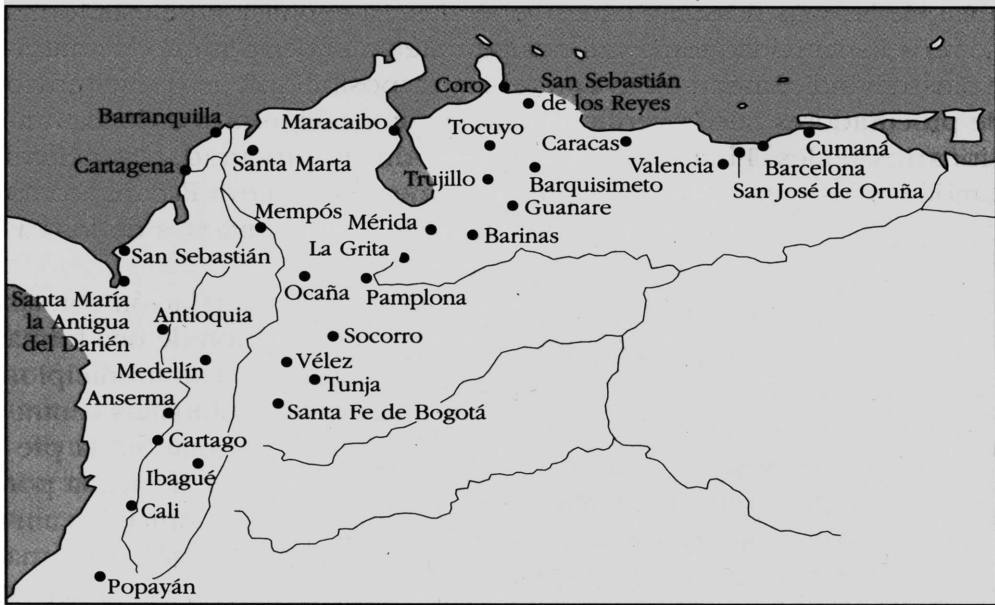 Coro
San Sebastián
de los Reyes
Barranquilla
Maracaibo
Tocuyo
Caracas
Cumaná
Cartagena
Santa Marta
Valencia
Barcelona
Trujillo
Barquisimeto
San José de Oruña
Guanare
Mempós
Mérida
Barinas
La Grita
San Sebastián
Ocaña
Pamplona
Santa María
la Antigua
del Darién
Antioquia
Socorro
Medellín
Vélez
Tunja
Anserma
Santa Fe de Bogotá
Cartago
Ibagué
Cali
Popayán